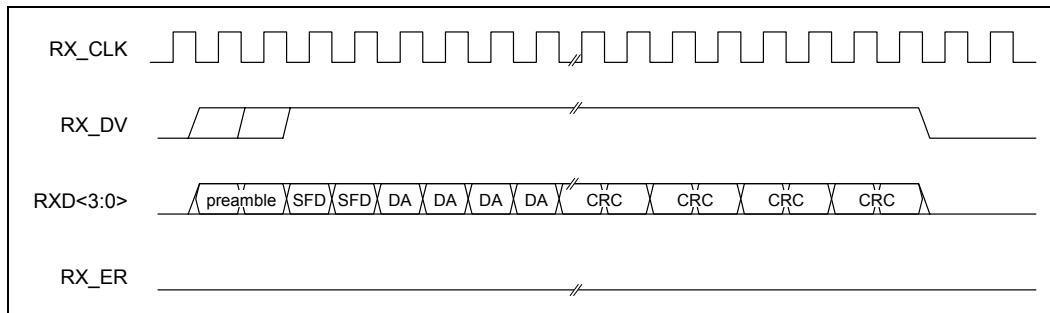 RX_CLK
RX_DV
RXD<3:0> preamble SFD SFD DA DA DA DA CRC CRC CRC CRC
RX_ER